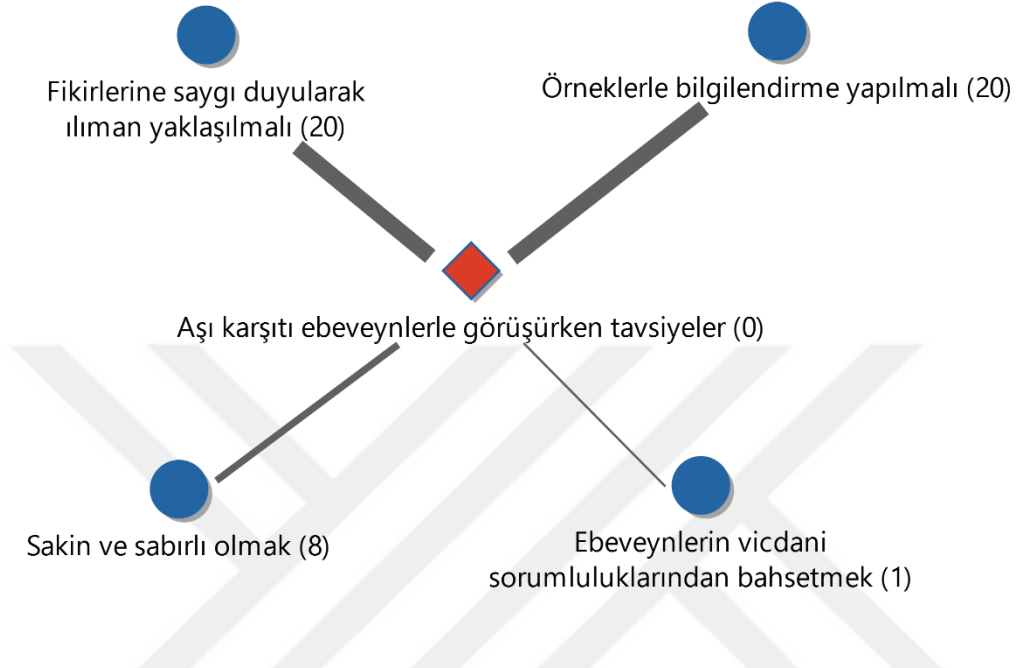 Fikirlerine saygı duyularak
ılıman yaklaşılmalı (20)
Örneklerle bilgilendirme yapılmalı (20)
Aşı karşıtı ebeveynlerle görüşürken tavsiyeler (0)
Sakin ve sabırlı olmak (8)
Ebeveynlerin vicdani
sorumluluklarından bahsetmek (1)